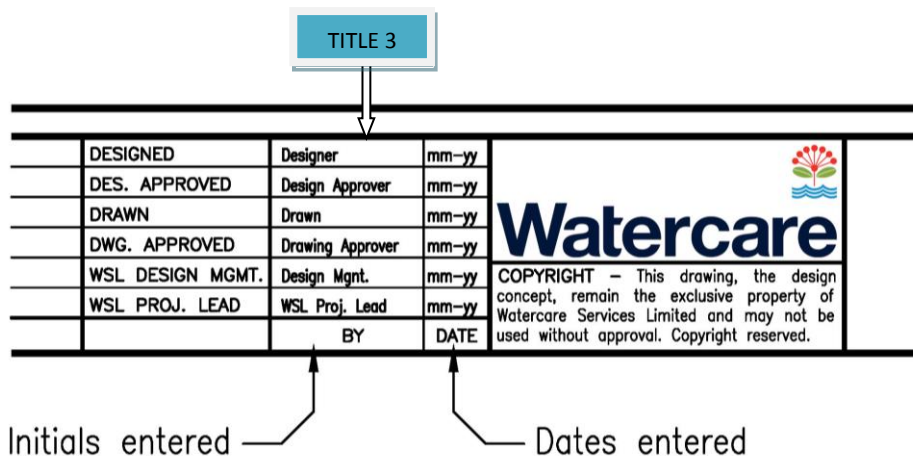 TITLE 3
DESIGNED Designer mm-yy
DES. APPROVED Design Approver mm-yy
DRAWN Drawn mm-yy
DWG. APPROVED Drawing Approver mm-yy
WSL DESIGN MGMT. Design Mgnt. mm-yy
WSL PROJ. LEAD WSL Proj. Lead mm-yy
BY DATE
Watercare
COPYRIGHT – This drawing, the design
concept, remain the exclusive property of
Watercare Services Limited and may not be
used without approval. Copyright reserved.
Initials entered
Dates entered